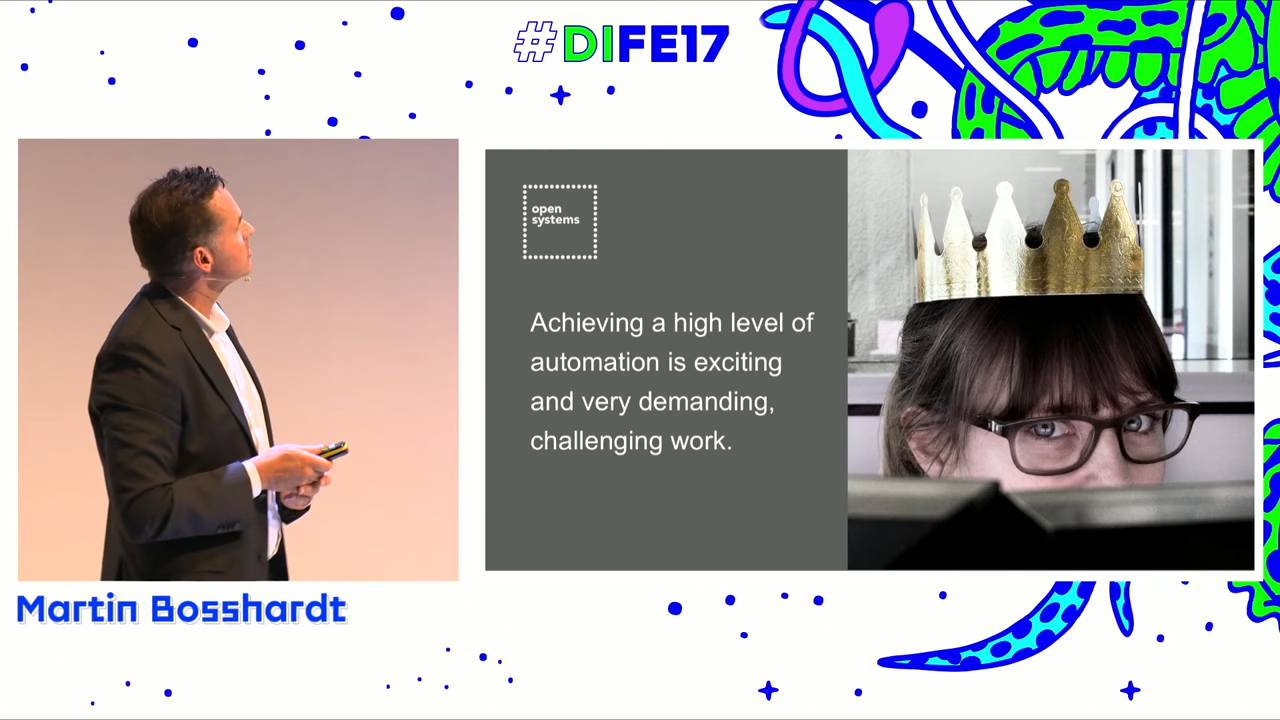 #DIFE17
open
systems
Achieving a high level of
automation is exciting
and very demanding,
challenging work.
Martin Bosshardt